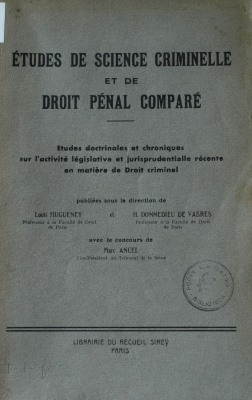 ÉTUDES DE SCIENCE CRIMINELLE
ET DE
DROIT PÉNAL COMPARÉ
Etudes doctrinales et chroniques
sur l'activité législative et jurisprudentielle récente
en matière de Droit criminel
publiées sous la direction de
Louis HUGUENEY et H. DONNEDIEU DE VABRES
Professeur à la Faculté de Droit Professeur à la Faculté de Droit
de Paris de Paris
avec le concours de
Marc ANCEL
Vice-Président au Tribunal de la Seine
LIBRAIRIE DU RECUEIL SIREY
PARIS